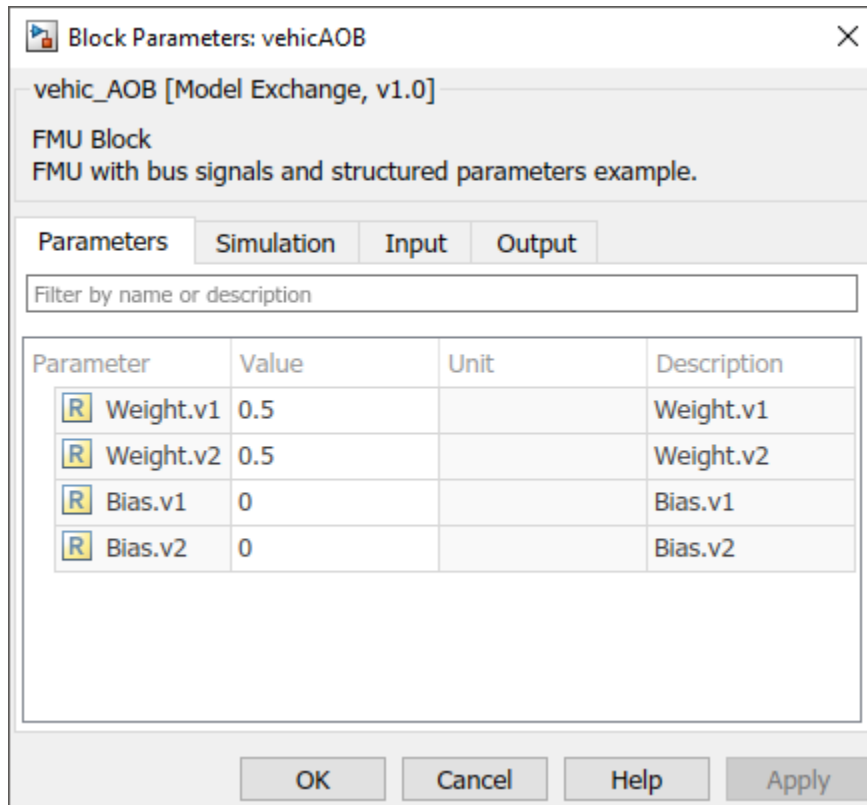 Block Parameters: vehicAOB
vehic_AOB [Model Exchange, v1.0]
FMU Block
FMU with bus signals and structured parameters example.
Parameters Simulation Input Output
Filter by name or description
Parameter Value Unit Description
R Weight.v1 0.5 Weight.v1
R Weight.v2 0.5 Weight.v2
R Bias.v1 0 Bias.v1
R Bias.v2 0 Bias.v2
OK Cancel Help Apply